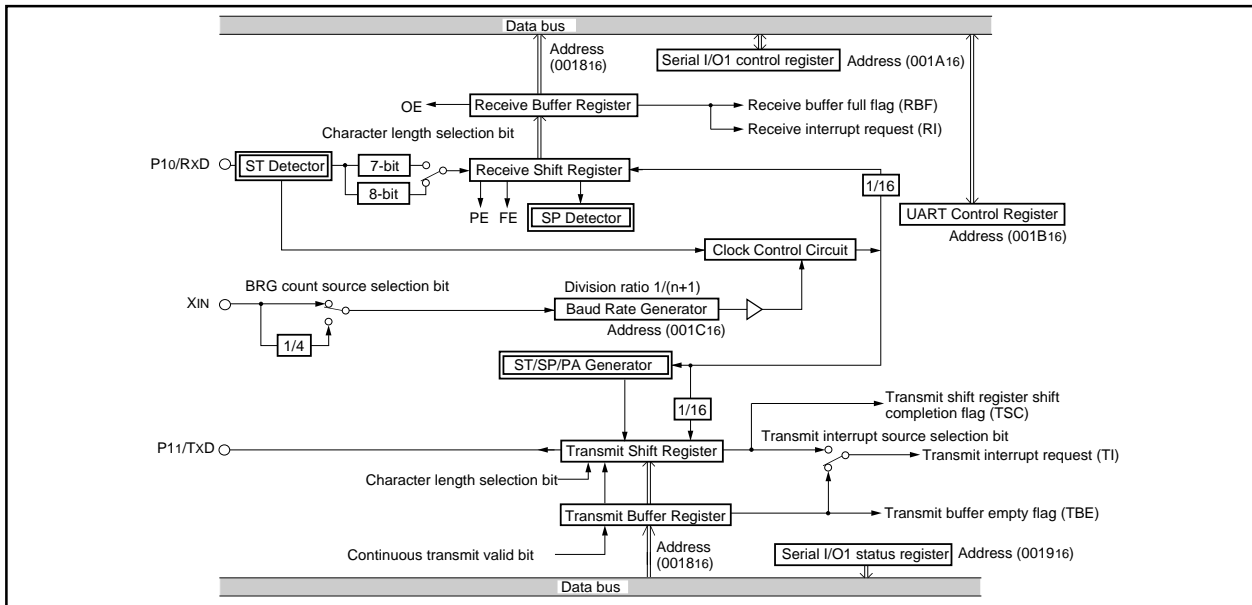 Data bus
Address
(001816)
Serial I/O1 control register
Address (001A16)
OE
Receive Buffer Register
Receive buffer full flag (RBF)
Receive interrupt request (RI)
Character length selection bit
P10/RXD
ST Detector
7-bit
8-bit
Receive Shift Register
1/16
PE
FE
SP Detector
UART Control Register
Address (001B16)
Clock Control Circuit
XIN
BRG count source selection bit
1/4
Division ratio 1/(n+1)
Baud Rate Generator
Address (001C16)
ST/SP/PA Generator
1/16
Transmit shift register shift
completion flag (TSC)
P11/TXD
Transmit Shift Register
Transmit interrupt source selection bit
Transmit interrupt request (TI)
Character length selection bit
Transmit Buffer Register
Transmit buffer empty flag (TBE)
Continuous transmit valid bit
Address
(001816)
Serial I/O1 status register
Address (001916)
Data bus